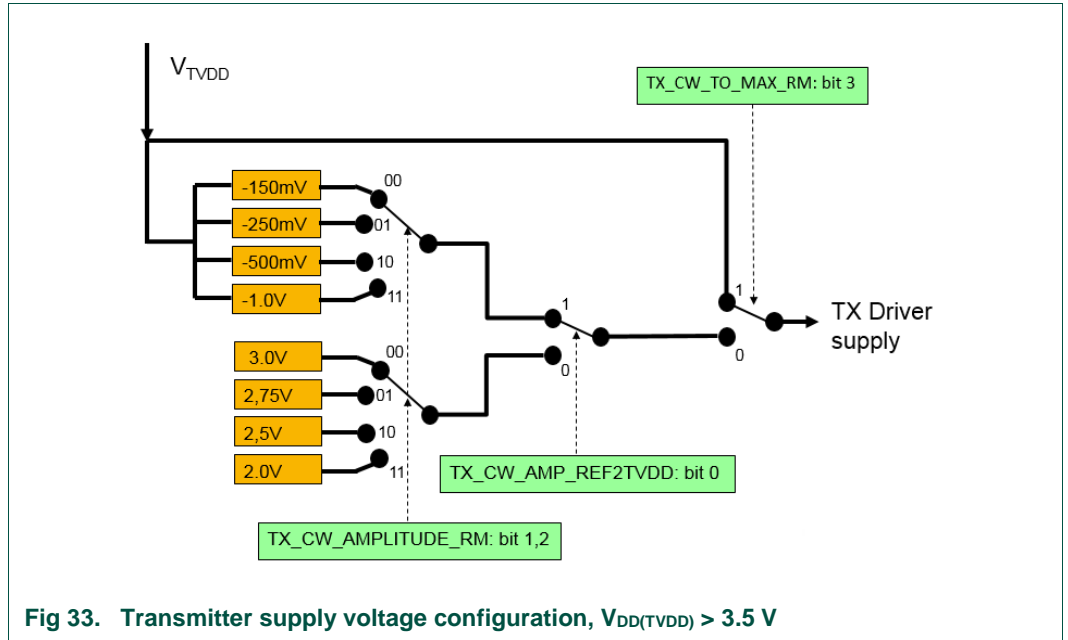 VTVDD
TX_CW_TO_MAX_RM: bit 3
-150mV
00
-250mV
01
-500mV
10
-1.0V
11
1
1
TX Driver
supply
0
0
3.0V
00
2,75V
01
2,5V
10
2.0V
11
TX_CW_AMP_REF2TVDD: bit 0
TX_CW_AMPLITUDE_RM: bit 1,2
Fig 33. Transmitter supply voltage configuration, VDD(TVDD) > 3.5 V